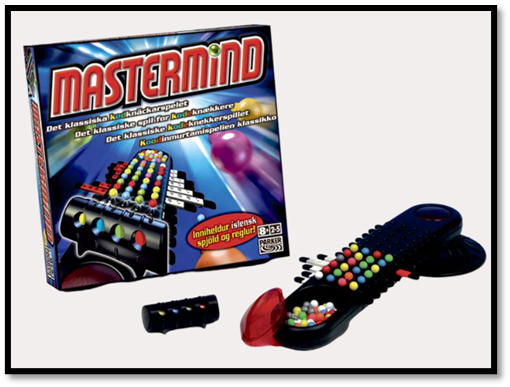 MASTERMIND
Det klassiska kodknäckarspelet
Det klassiske spil for kodeknækkere
Det klassiske kodeknekkerspillet
Koodinmurtamispelien klassikko
Inniheldur íslensk
spjöld og reglur!
8+ 2-5
PARKER